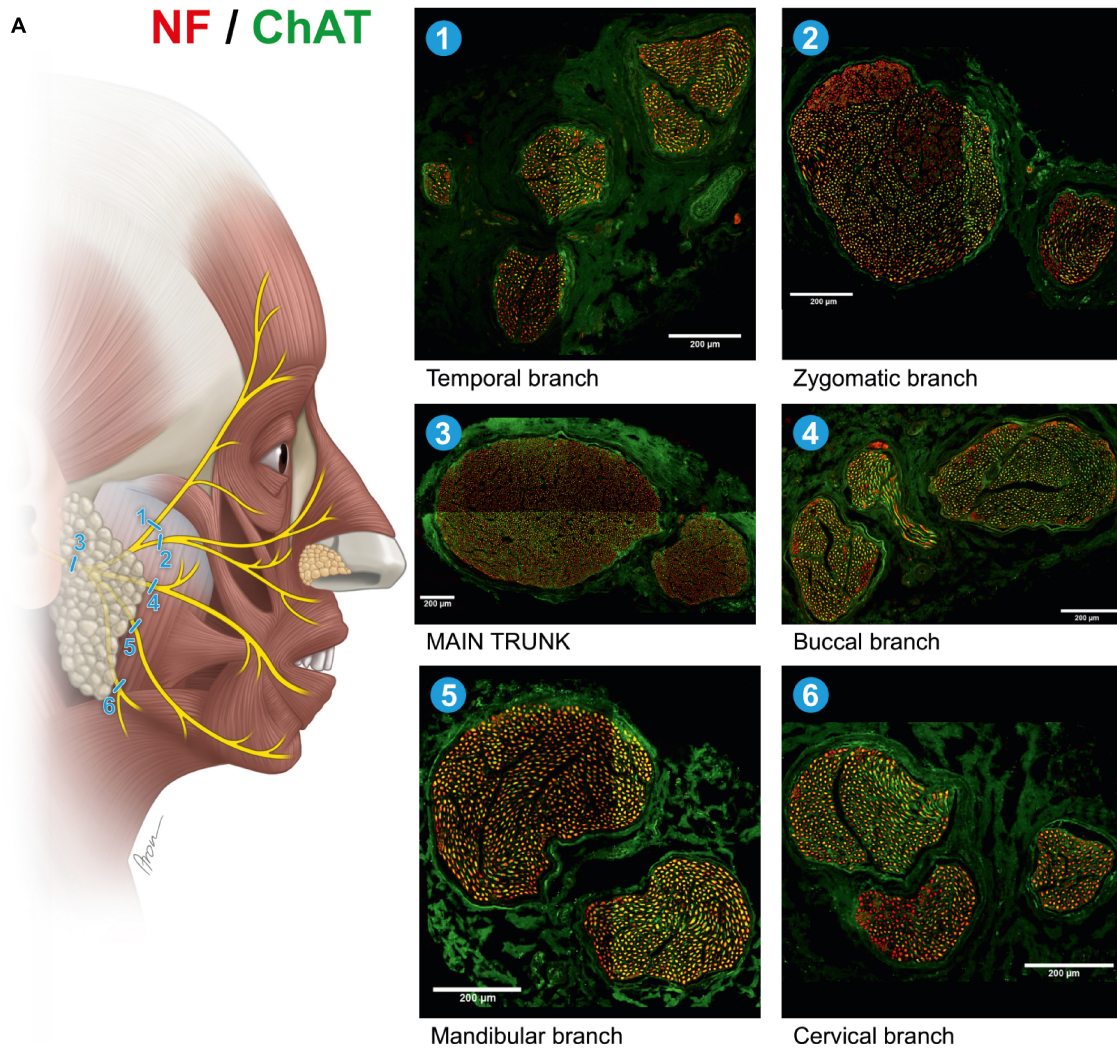 A
NF / ChAT
1
2
3
4
5
6
1
200 µm
Temporal branch
2
200 µm
Zygomatic branch
3
200 µm
MAIN TRUNK
4
200 µm
Buccal branch
5
200 µm
Mandibular branch
6
200 µm
Cervical branch